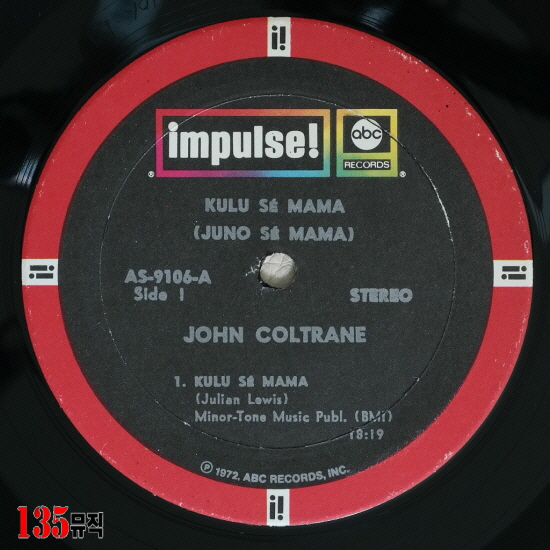 i!
impulse!
abc
RECORDS
®
®
KULU SÉ MAMA
(JUNO SÉ MAMA)
i!i
i!i
AS-9106-A
Side 1
STEREO
JOHN COLTRANE
1. KULU SÉ MAMA
(Julian Lewis)
Minor-Tone Music Publ. (BMI)
18:19
℗ 1972, ABC RECORDS, INC.
i!
135뮤직